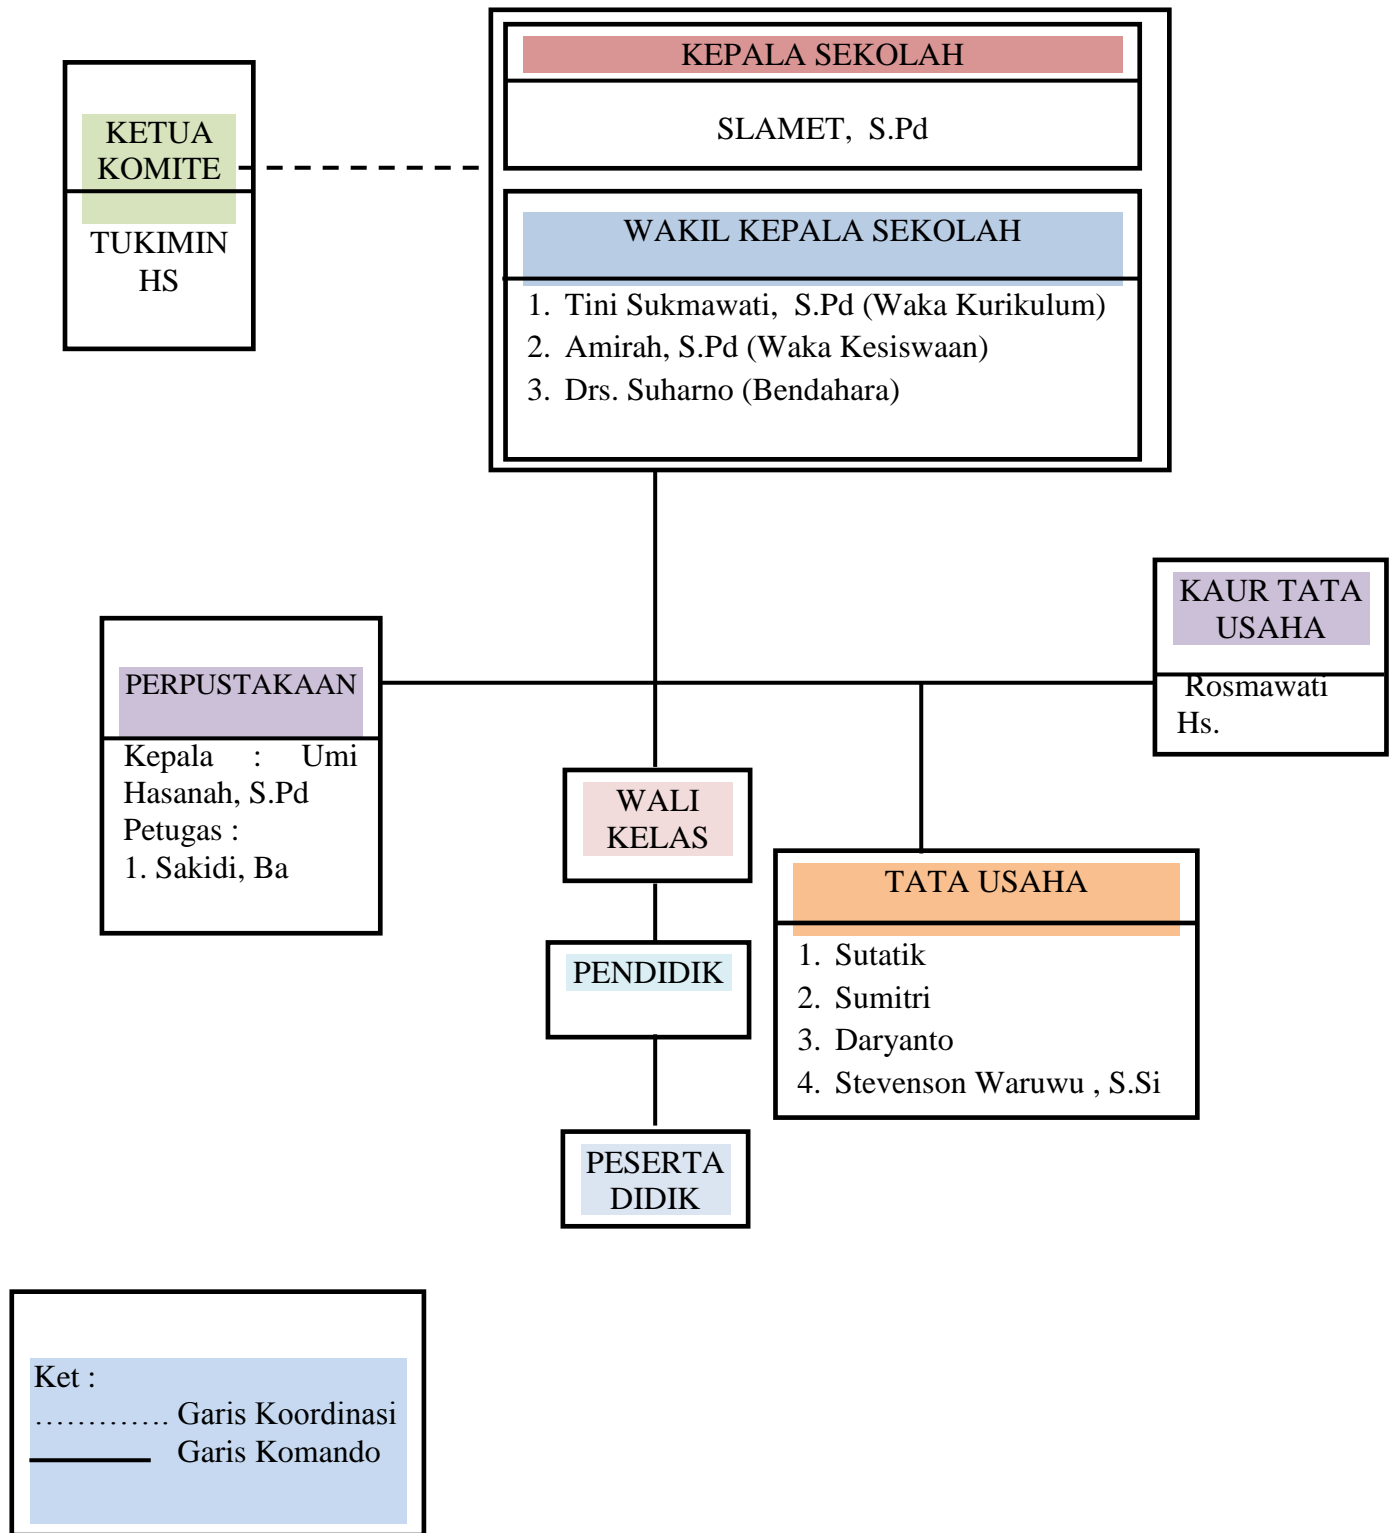 KEPALA SEKOLAH
SLAMET, S.Pd
KETUA
KOMITE
TUKIMIN
HS
WAKIL KEPALA SEKOLAH
1. Tini Sukmawati, S.Pd (Waka Kurikulum)
2. Amirah, S.Pd (Waka Kesiswaan)
3. Drs. Suharno (Bendahara)
KAUR TATA
USAHA
Rosmawati
Hs.
PERPUSTAKAAN
Kepala : Umi
Hasanah, S.Pd
Petugas :
1. Sakidi, Ba
WALI
KELAS
TATA USAHA
1. Sutatik
2. Sumitri
3. Daryanto
4. Stevenson Waruwu , S.Si
PENDIDIK
PESERTA
DIDIK
Ket :
…………. Garis Koordinasi
Garis Komando